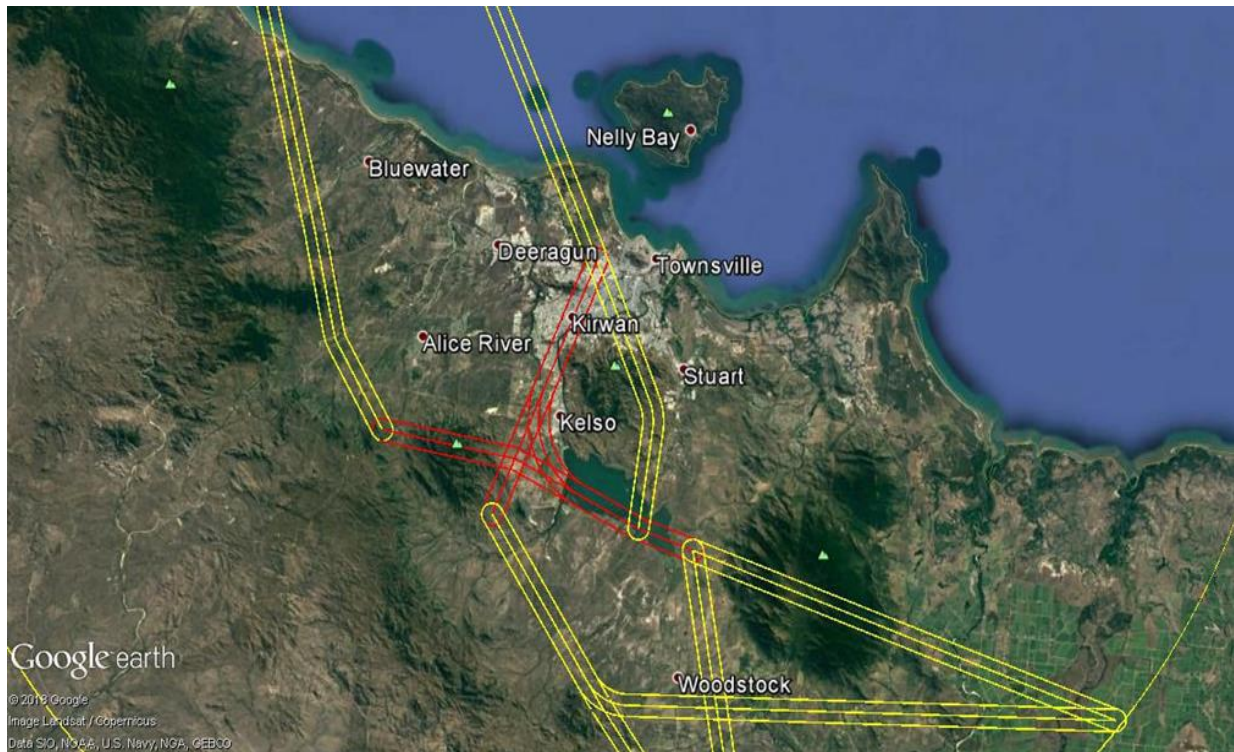 Nelly Bay
Bluewater
Deeragun
Townsville
Kirwan
Alice River
Stuart
Kelso
Google earth
Woodstock
© 2018 Google
Image Landsat / Copernicus
Data SIO, NOAA, U.S. Navy, NGA, GEBCO